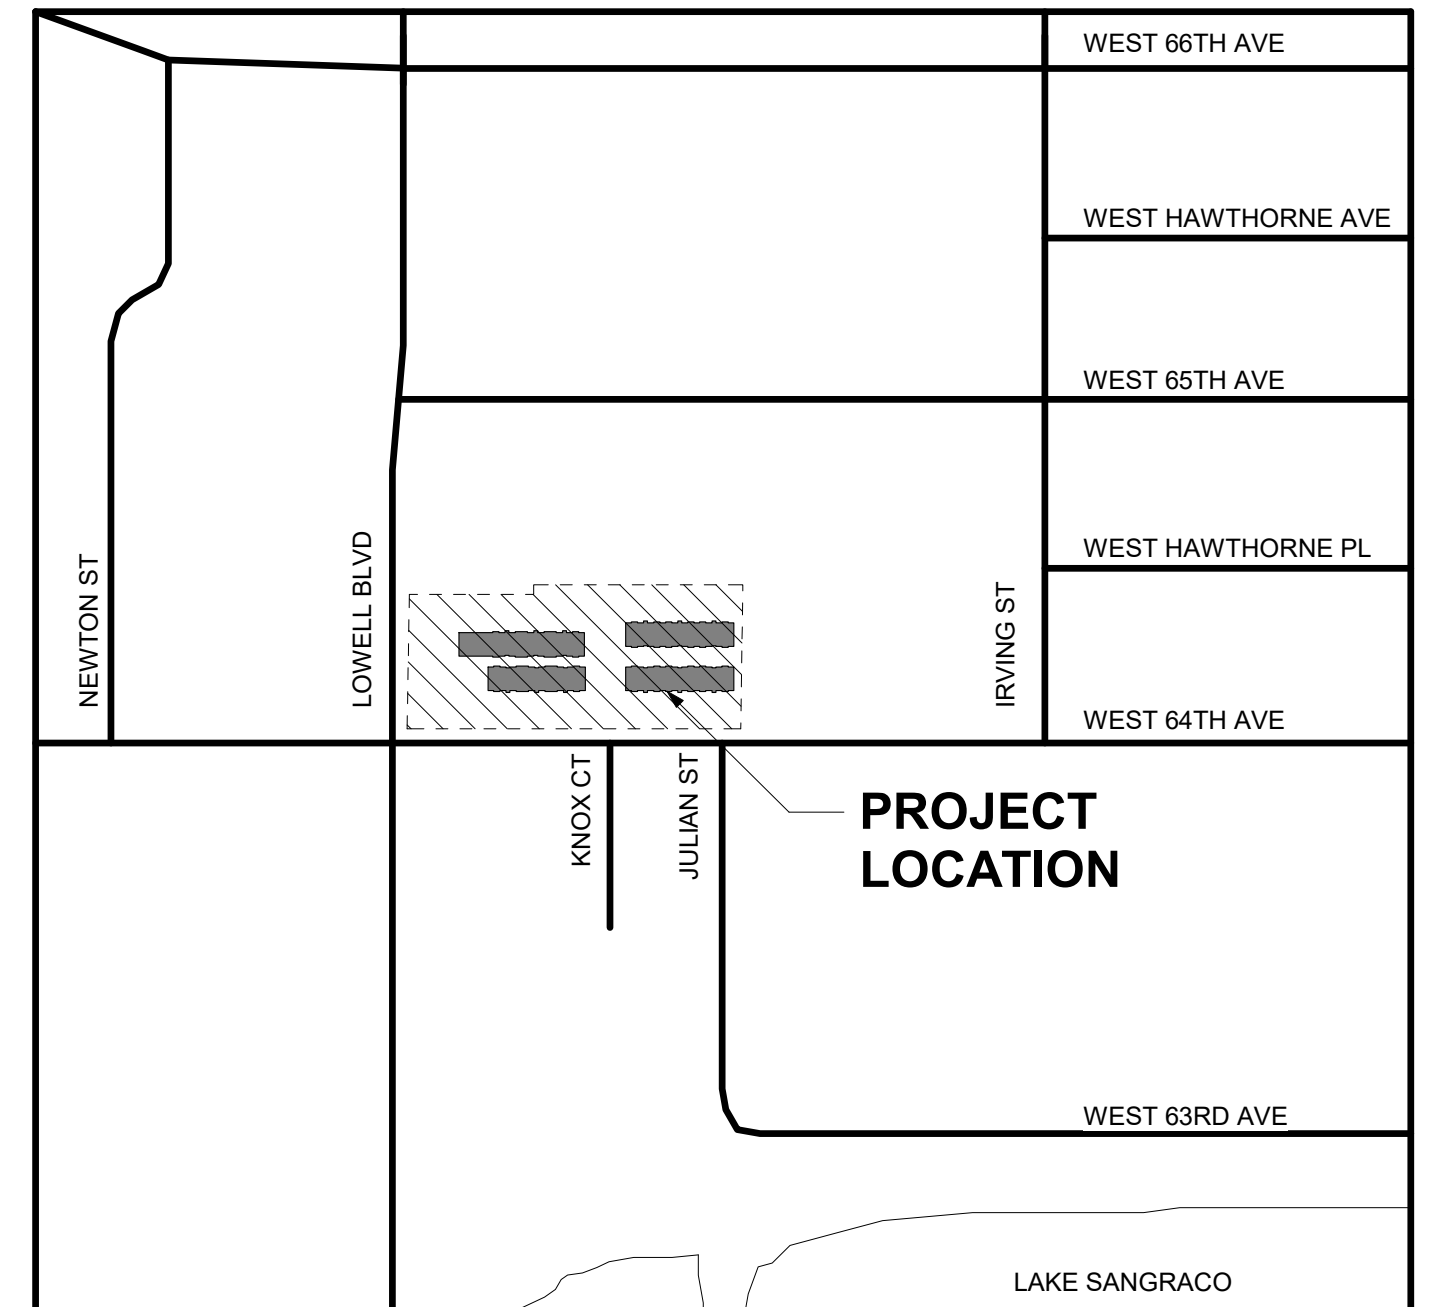 WEST 66TH AVE
WEST HAWTHORNE AVE
WEST 65TH AVE
WEST HAWTHORNE PL
NEWTON ST
LOWELL BLVD
IRVING ST
WEST 64TH AVE
KNOX CT
JULIAN ST
PROJECT
LOCATION
WEST 63RD AVE
LAKE SANGRACO